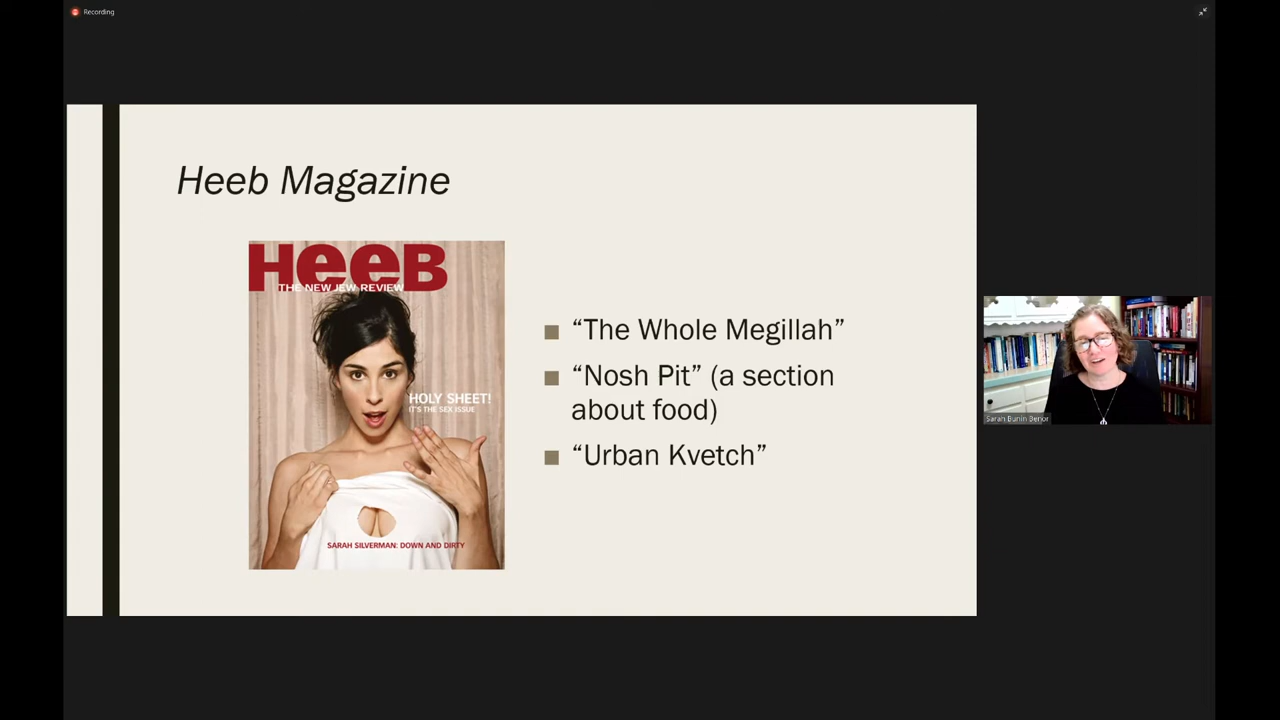 Recording
Heeb Magazine
HeeB
THE NEW JEW REVIEW
HOLY SHEET!
IT'S THE SEX ISSUE
SARAH SILVERMAN: DOWN AND DIRTY
■ “The Whole Megillah”
■ “Nosh Pit” (a section
about food)
■ “Urban Kvetch”
Sarah Bunin Benor